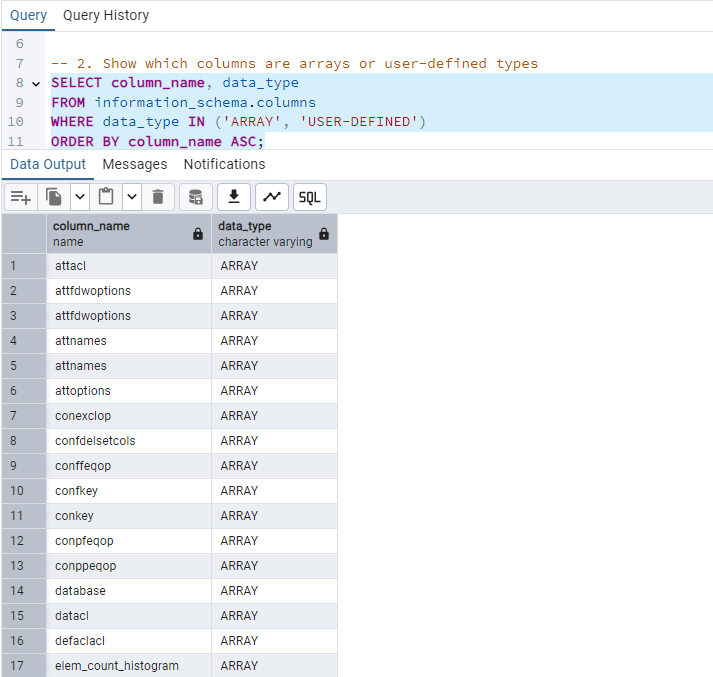 Query Query History
6
7 -- 2. Show which columns are arrays or user-defined types
8 SELECT column_name, data_type
9 FROM information_schema.columns
10 WHERE data_type IN ('ARRAY', 'USER-DEFINED')
11 ORDER BY column_name ASC;
Data Output Messages Notifications
SQL
column_name data_type
name character varying
1 attacl ARRAY
2 attfdwoptions ARRAY
3 attfdwoptions ARRAY
4 attnames ARRAY
5 attnames ARRAY
6 attoptions ARRAY
7 conexclop ARRAY
8 confdelsetcols ARRAY
9 conffeqop ARRAY
10 confkey ARRAY
11 conkey ARRAY
12 conpfeqop ARRAY
13 conppeqop ARRAY
14 database ARRAY
15 datacl ARRAY
16 defaclacl ARRAY
17 elem_count_histogram ARRAY